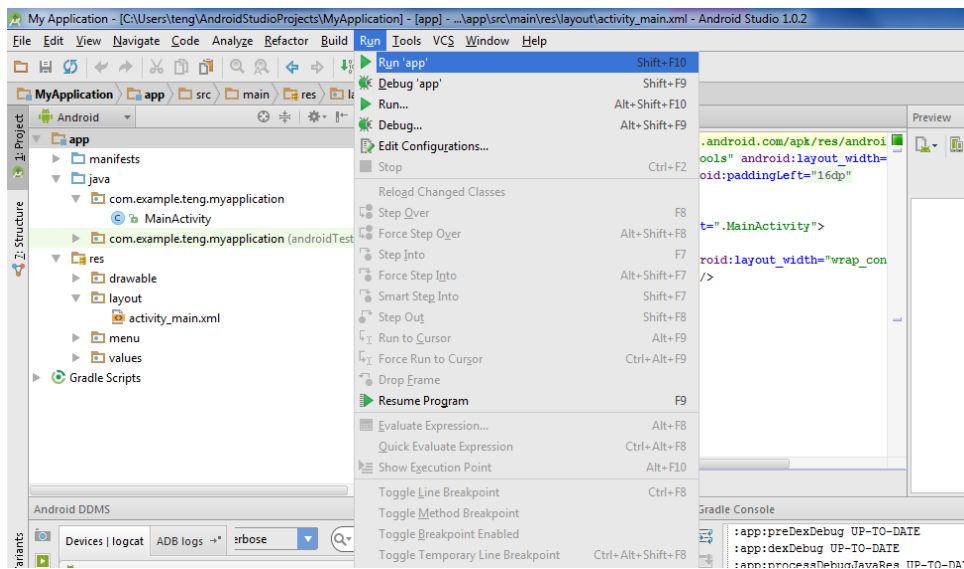 My Application - [C:\Users\teng\AndroidStudioProjects\MyApplication] - [app] - ...\app\src\main\res\layout\activity_main.xml - Android Studio 1.0.2
File Edit View Navigate Code Analyze Refactor Build Run Tools VCS Window Help
MyApplication app src main res
Android
Preview
1: Project
7: Structure
app
manifests
java
com.example.teng.myapplication
MainActivity
com.example.teng.myapplication (androidTest
res
drawable
layout
activity_main.xml
menu
values
Gradle Scripts
Run 'app' Shift+F10
Debug 'app' Shift+F9
Run... Alt+Shift+F10
Debug... Alt+Shift+F9
Edit Configurations...
Stop Ctrl+F2
Reload Changed Classes
Step Over F8
Force Step Over Alt+Shift+F8
Step Into F7
Force Step Into Alt+Shift+F7
Smart Step Into Shift+F7
Step Out Shift+F8
Run to Cursor Alt+F9
Force Run to Cursor Ctrl+Alt+F9
Drop Frame
Resume Program F9
Evaluate Expression... Alt+F8
Quick Evaluate Expression Ctrl+Alt+F8
Show Execution Point Alt+F10
Toggle Line Breakpoint Ctrl+F8
Toggle Method Breakpoint
Toggle Breakpoint Enabled
Toggle Temporary Line Breakpoint Ctrl+Alt+Shift+F8
.android.com/apk/res/androi
ools" android:layout_width=
oid:paddingLeft="16dp"
t=".MainActivity">
roid:layout_width="wrap_con
/>
Android DDMS
Devices | logcat ADB logs erbose
ariants
Gradle Console
:app:preDexDebug UP-TO-DATE
:app:dexDebug UP-TO-DATE
:app:processDebugJavaRes UP-TO-DA